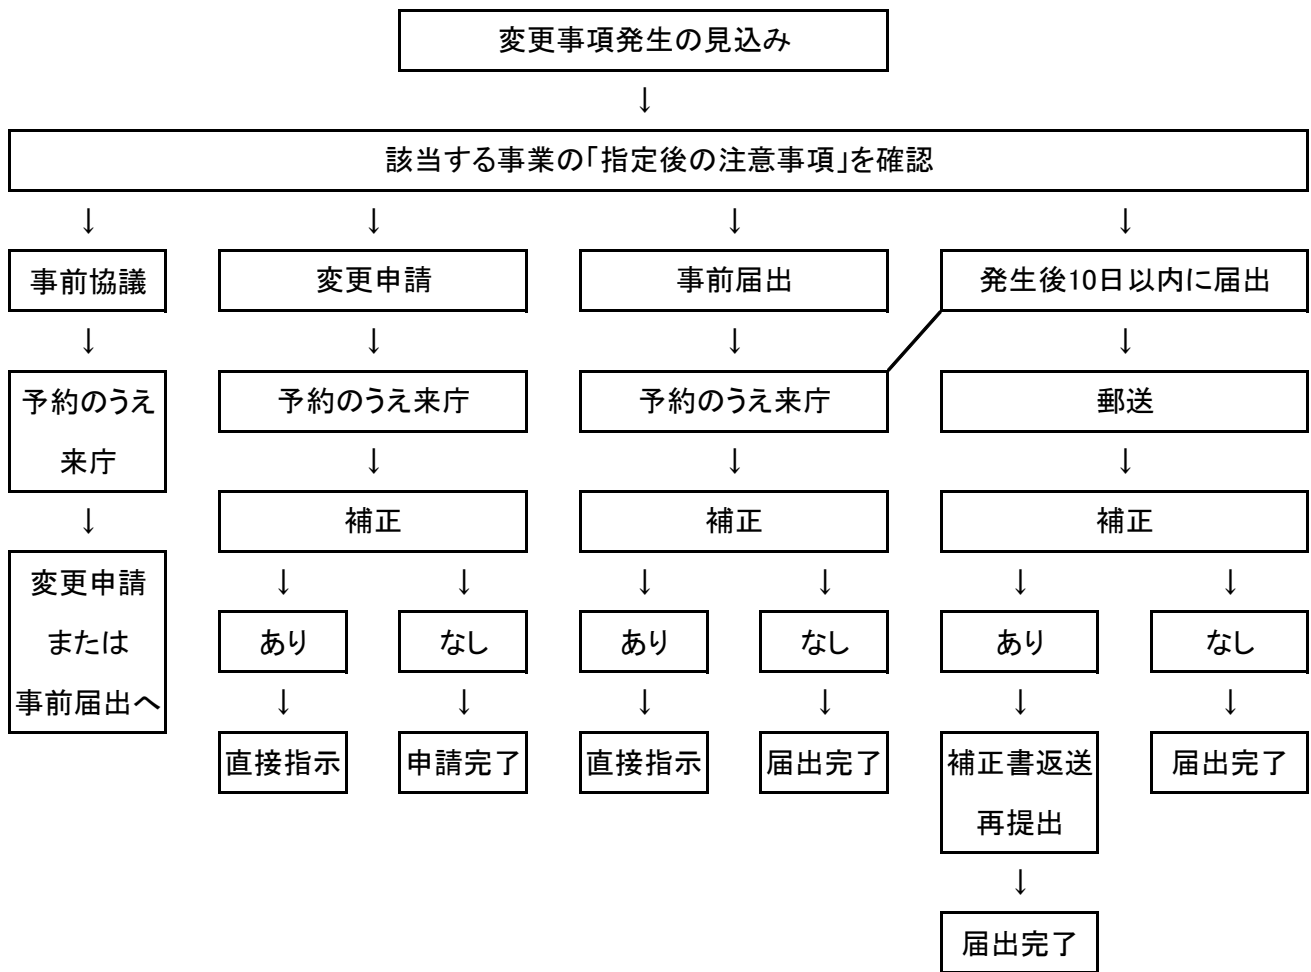 変更事項発生の見込み
↓
該当する事業の「指定後の注意事項」を確認
↓ ↓ ↓ ↓
事前協議 変更申請 事前届出 発生後10日以内に届出
↓ ↓ ↓ ↓
予約のうえ 予約のうえ来庁 予約のうえ来庁 郵送
来庁
↓ ↓ ↓
↓ 補正 補正 補正
変更申請 ↓ ↓ ↓ ↓ ↓ ↓
または あり なし あり なし あり なし
事前届出へ ↓ ↓ ↓ ↓ ↓ ↓
直接指示 申請完了 直接指示 届出完了 補正書返送 届出完了
再提出
↓
届出完了